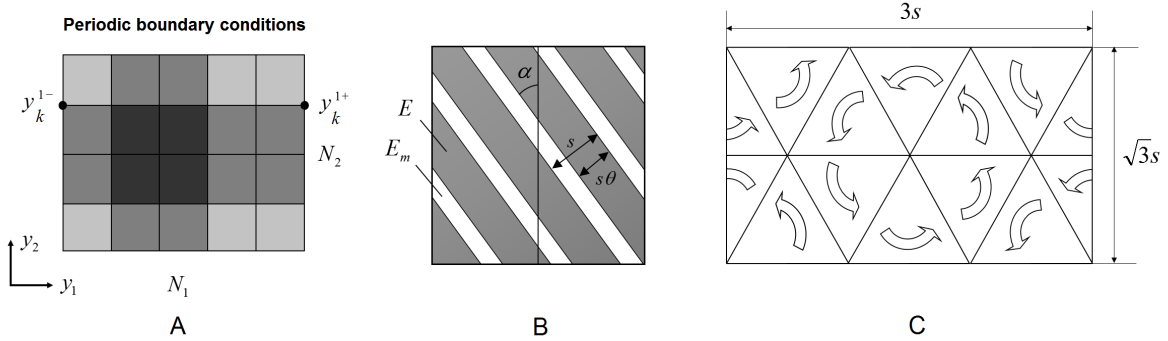 Periodic boundary conditions
y_k^{1-}
y_k^{1+}
N_2
y_2
y_1
N_1
A
α
E
E_m
s
sθ
B
3s
√3s
C